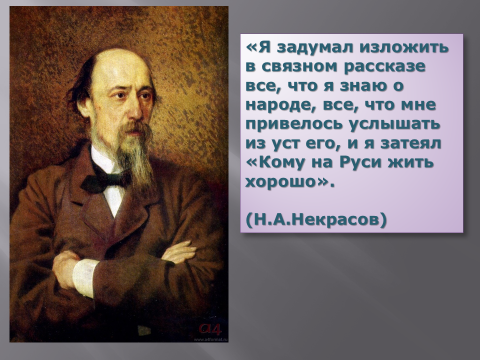 «Я задумал изложить
в связном рассказе
все, что я знаю о
народе, все, что мне
привелось услышать
из уст его, и я затеял
«Кому на Руси жить
хорошо».
(Н.А.Некрасов)